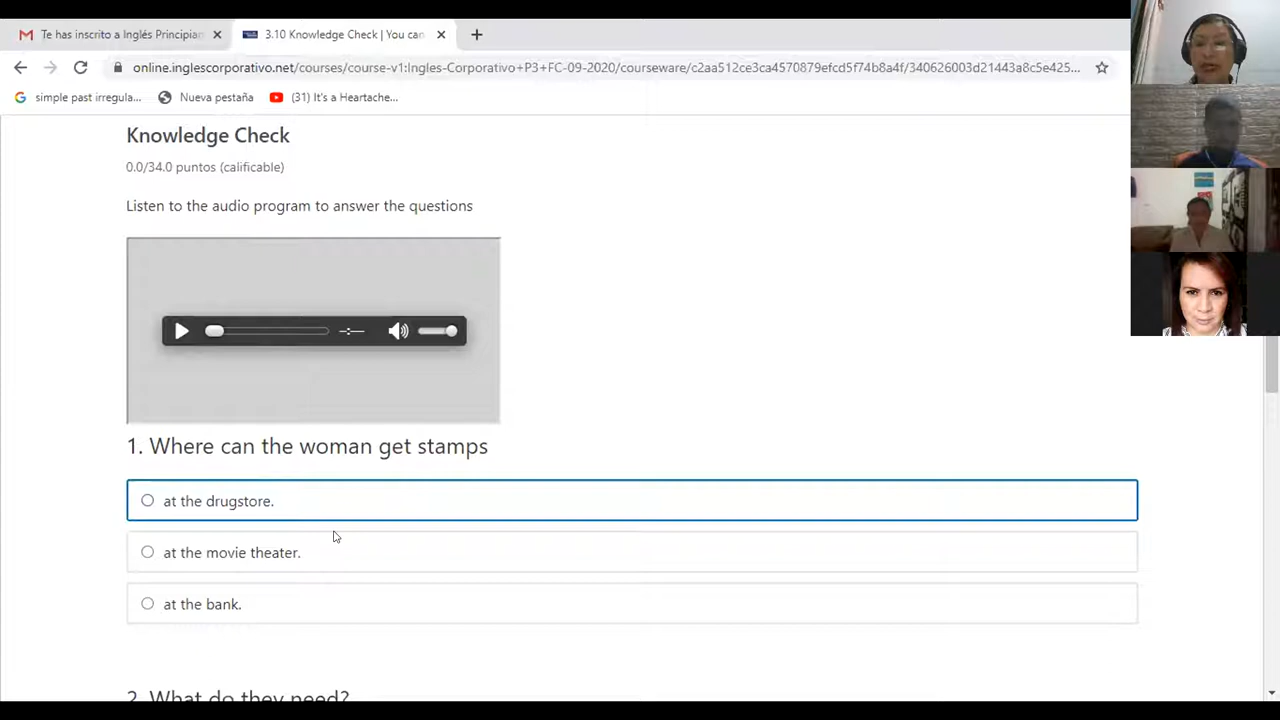 Te has inscrito a Inglés Principian
3.10 Knowledge Check | You can
online.inglescorporativo.net/courses/course-v1:Ingles-Corporativo+P3+FC-09-2020/courseware/c2aa512ce3ca4570879efcd5f74b8a4f/340626003d21443a8c5e425...
simple past irregula...
Nueva pestaña
(31) It's a Heartache...
Knowledge Check
0.0/34.0 puntos (calificable)
Listen to the audio program to answer the questions
1. Where can the woman get stamps
at the drugstore.
at the movie theater.
at the bank.
2. What do they need?